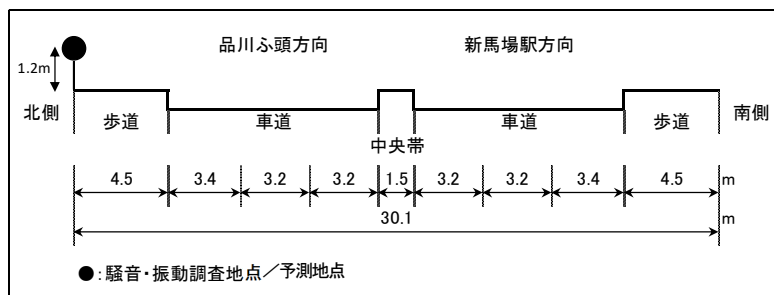 品川ふ頭方向 新馬場駅方向
1.2m
北側 南側
歩道 車道 車道 歩道
中央帯
4.5 3.4 3.2 3.2 1.5 3.2 3.2 3.4 4.5 m
30.1 m
●:騒音・振動調査地点／予測地点